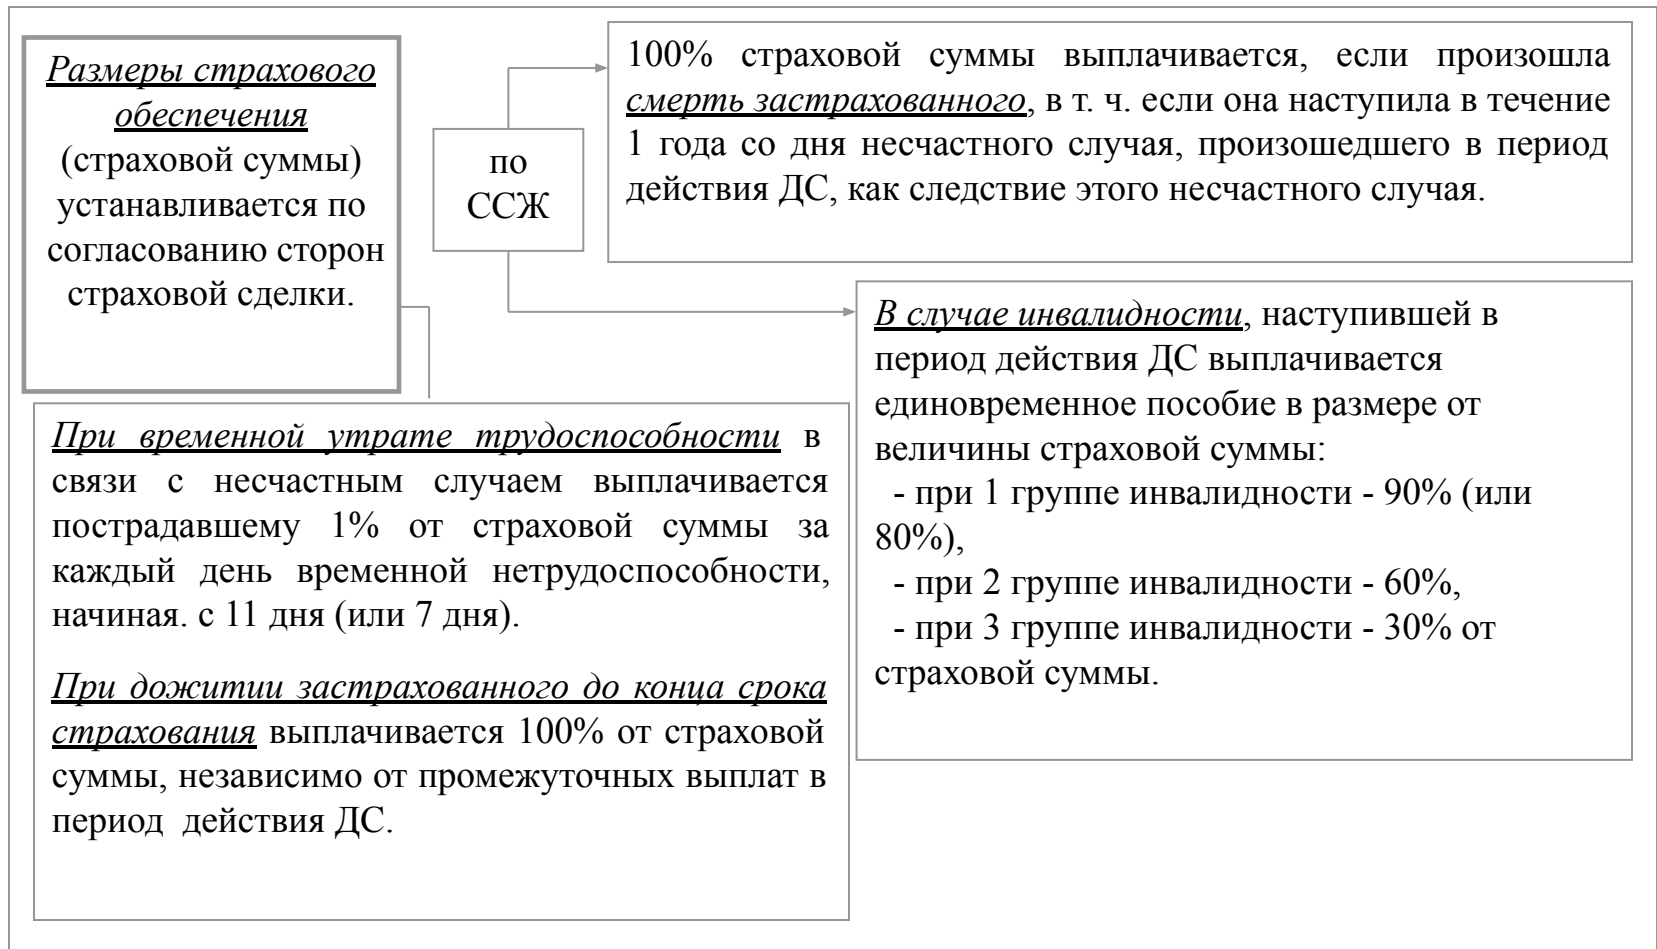 Размеры страхового
обеспечения
(страховой суммы)
устанавливается по
согласованию сторон
страховой сделки.
по
ССЖ
100% страховой суммы выплачивается, если произошла
смерть застрахованного, в т. ч. если она наступила в течение
1 года со дня несчастного случая, произошедшего в период
действия ДС, как следствие этого несчастного случая.
В случае инвалидности, наступившей в
период действия ДС выплачивается
единовременное пособие в размере от
величины страховой суммы:
- при 1 группе инвалидности - 90% (или
80%),
- при 2 группе инвалидности - 60%,
- при 3 группе инвалидности - 30% от
страховой суммы.
При временной утрате трудоспособности в
связи с несчастным случаем выплачивается
пострадавшему 1% от страховой суммы за
каждый день временной нетрудоспособности,
начиная. с 11 дня (или 7 дня).
При дожитии застрахованного до конца срока
страхования выплачивается 100% от страховой
суммы, независимо от промежуточных выплат в
период действия ДС.